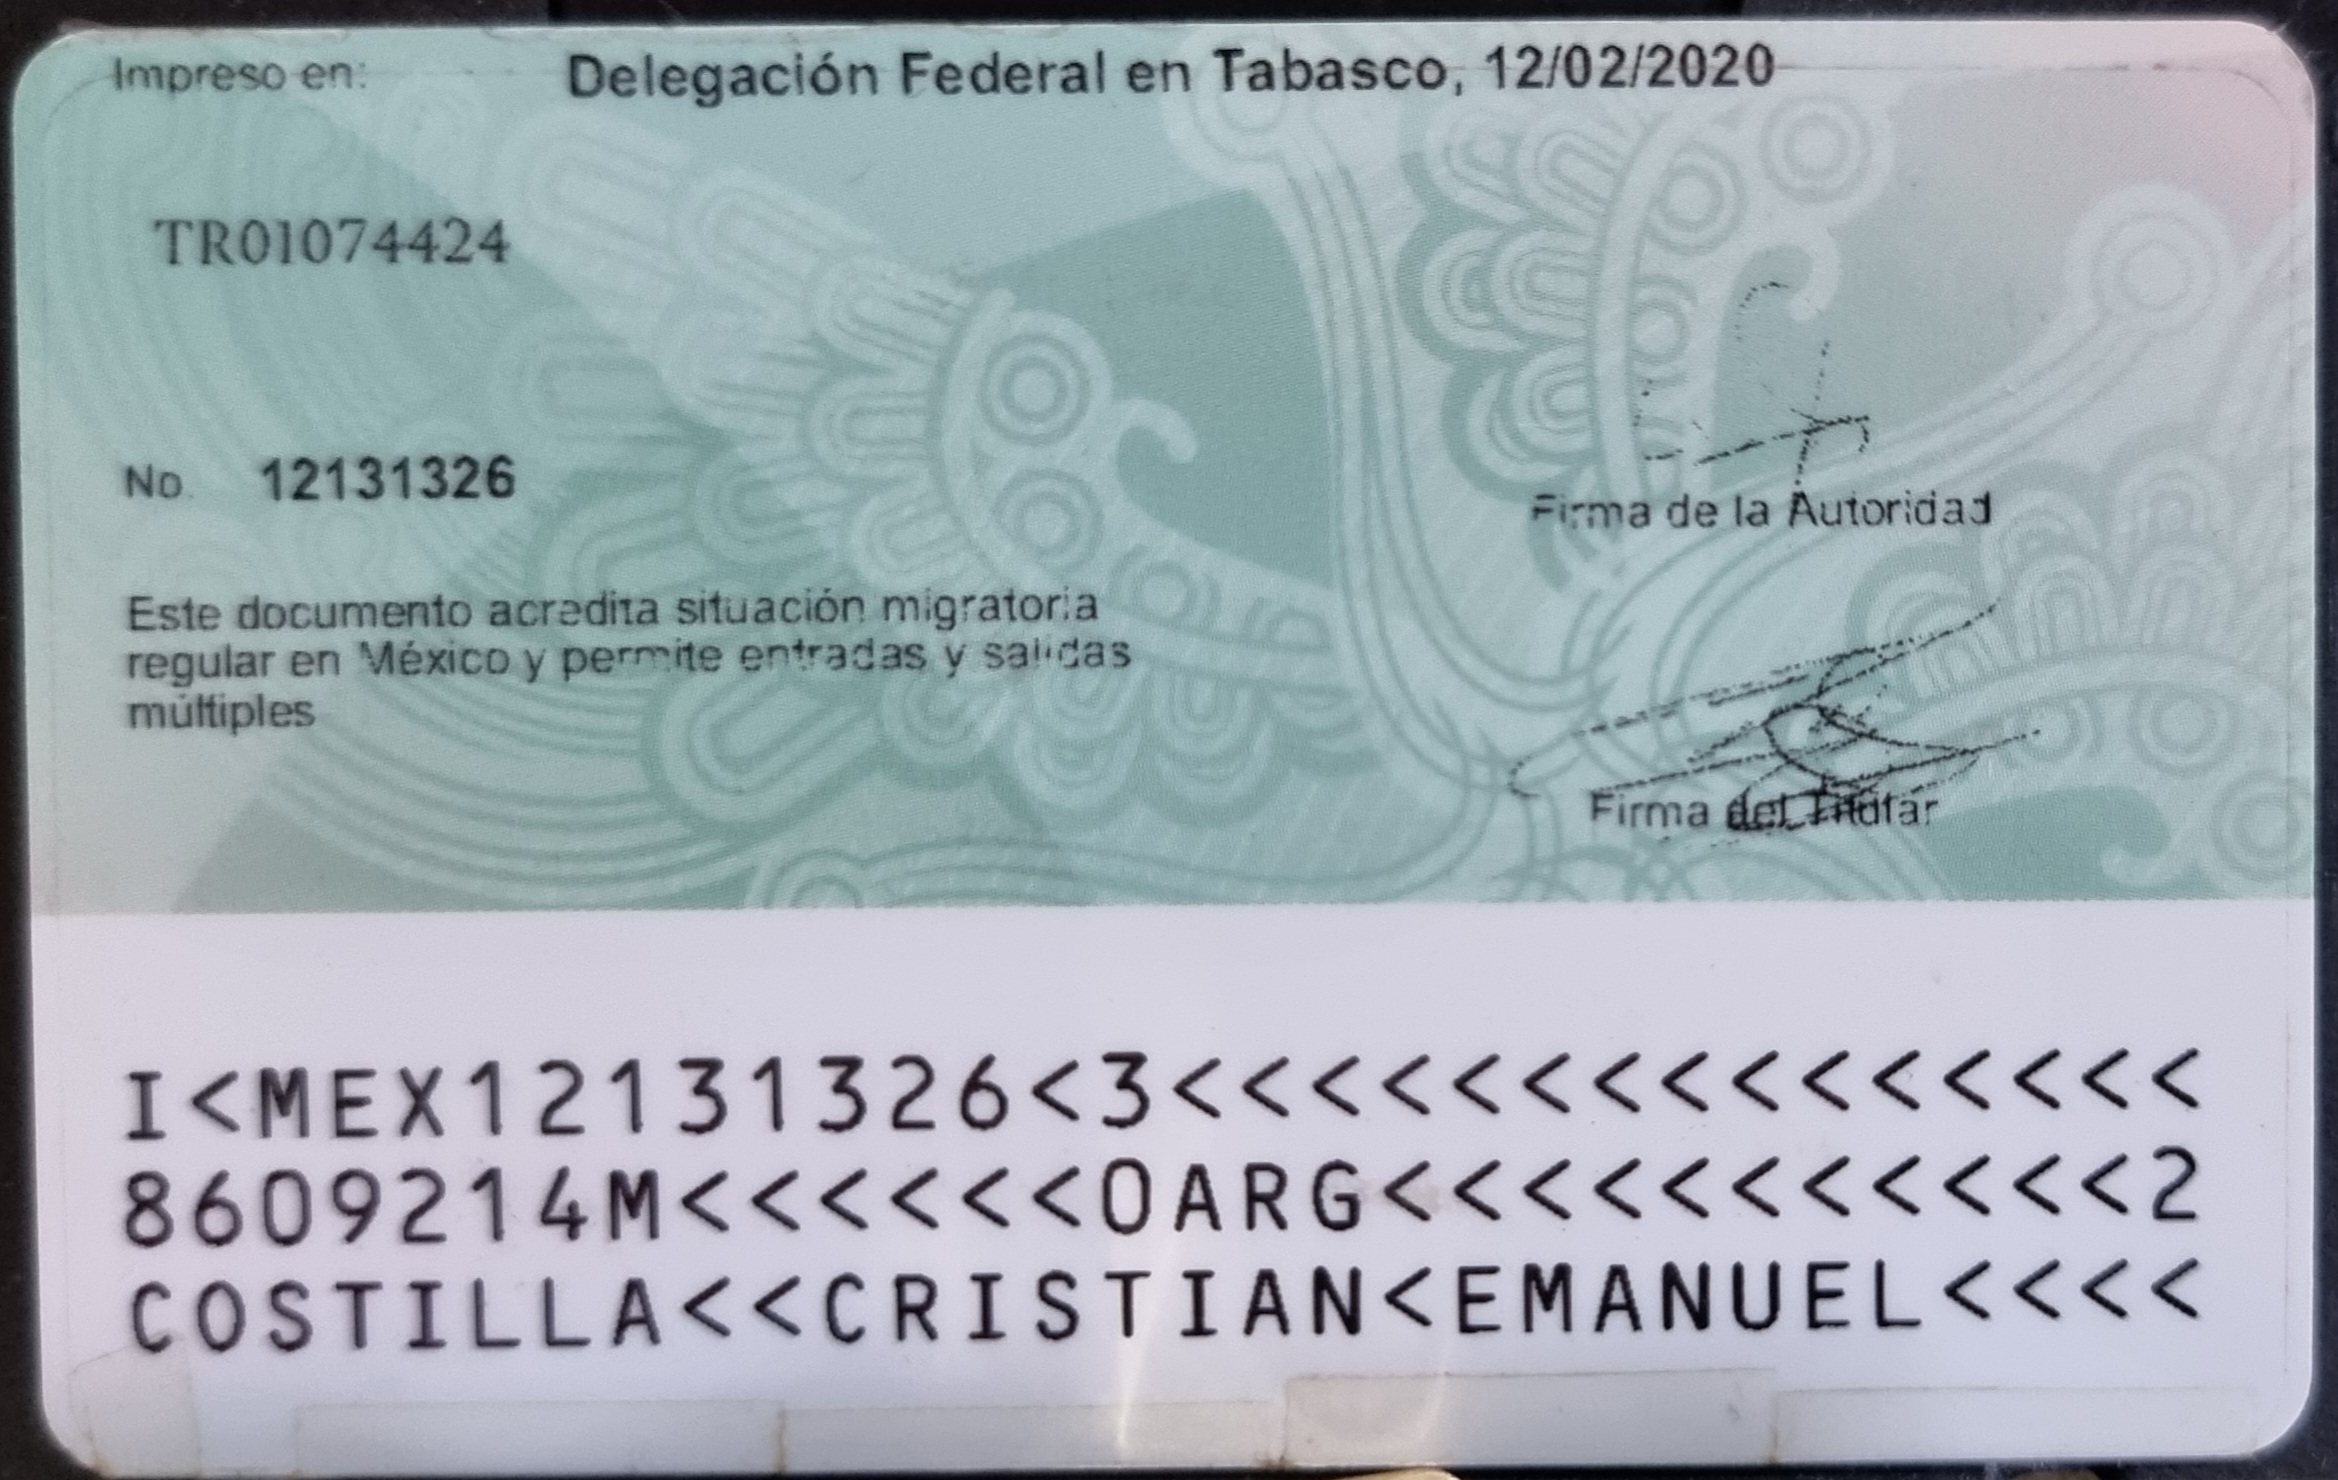 Impreso en: Delegación Federal en Tabasco, 12/02/2020
TR01074424
No. 12131326
Firma de la Autoridad
Este documento acredita situación migratoria
regular en México y permite entradas y salidas
múltiples
Firma del Titular
I<MEX12131326<3<<<<<<<<<<<<<<<
8609214M<<<<<<0ARG<<<<<<<<<<<2
COSTILLA<<CRISTIAN<EMANUEL<<<<